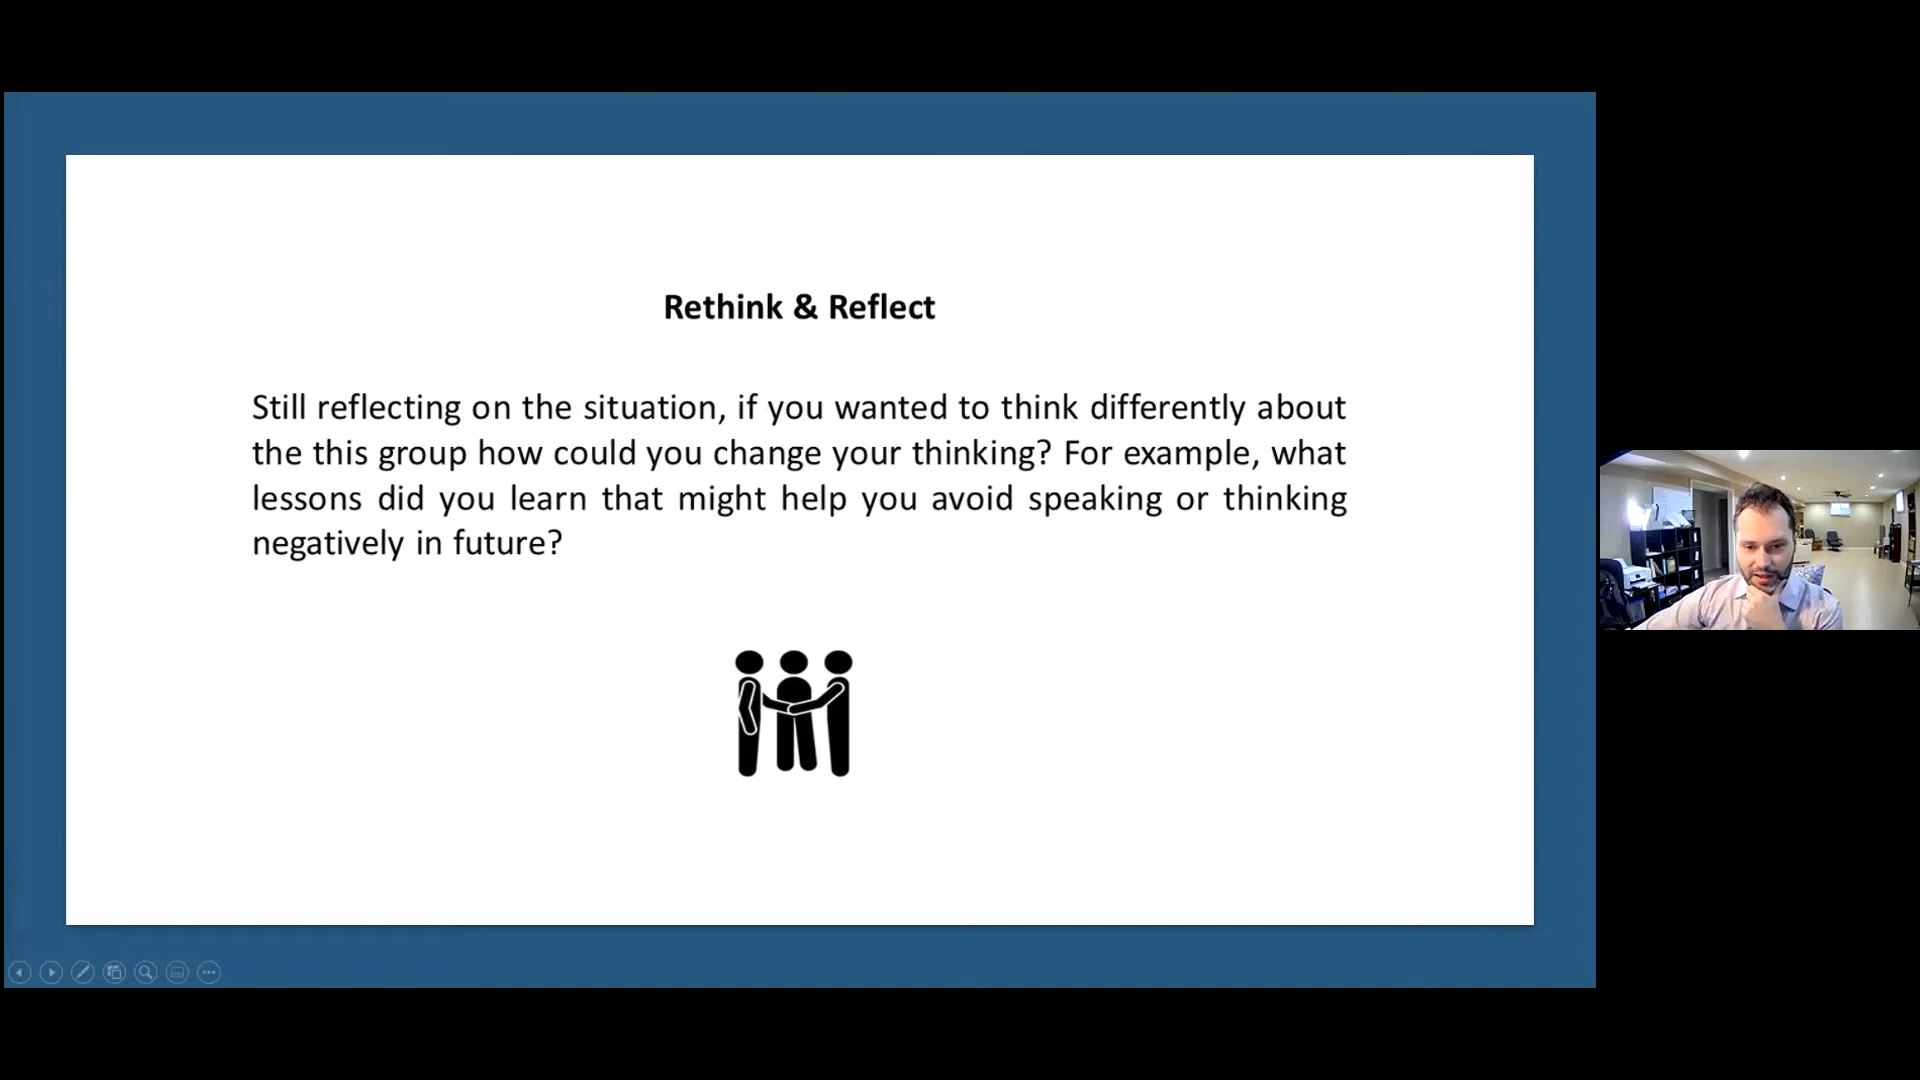 Rethink & Reflect
Still reflecting on the situation, if you wanted to think differently about
the this group how could you change your thinking? For example, what
lessons did you learn that might help you avoid speaking or thinking
negatively in future?